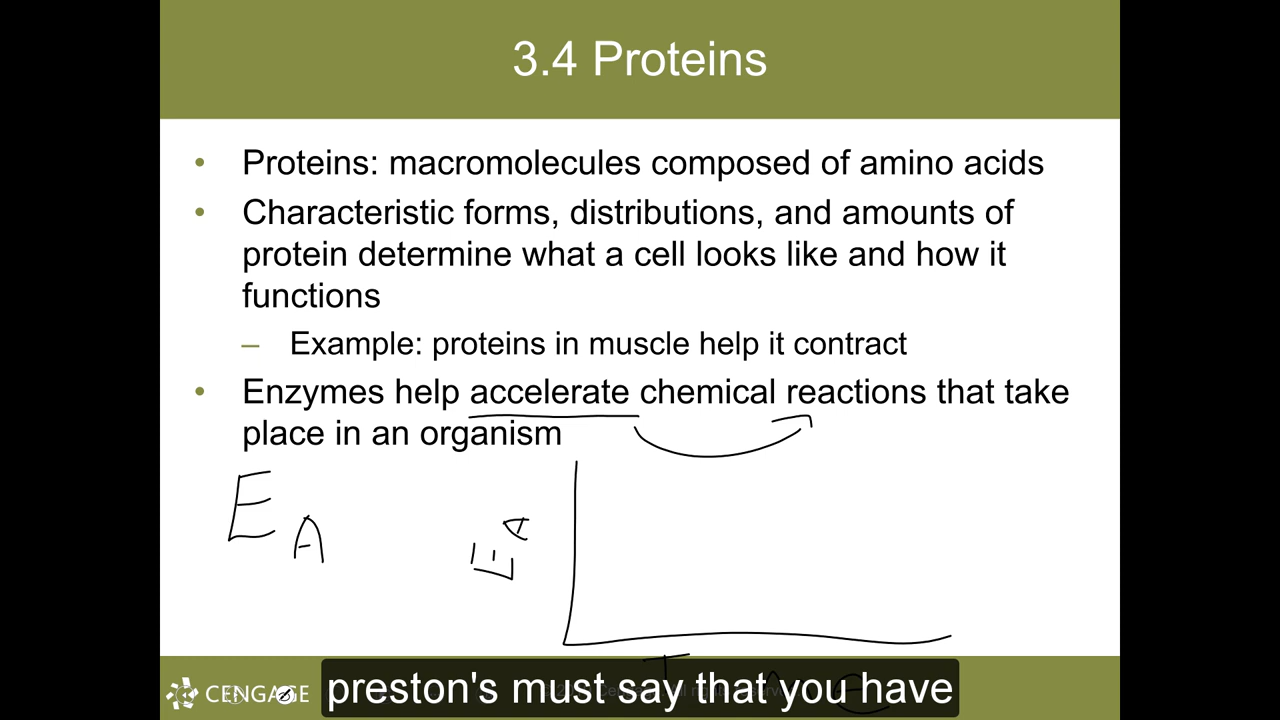 3.4 Proteins
• Proteins: macromolecules composed of amino acids
• Characteristic forms, distributions, and amounts of
protein determine what a cell looks like and how it
functions
– Example: proteins in muscle help it contract
• Enzymes help accelerate chemical reactions that take
place in an organism
E A
E A
CENGAGE
preston's must say that you have